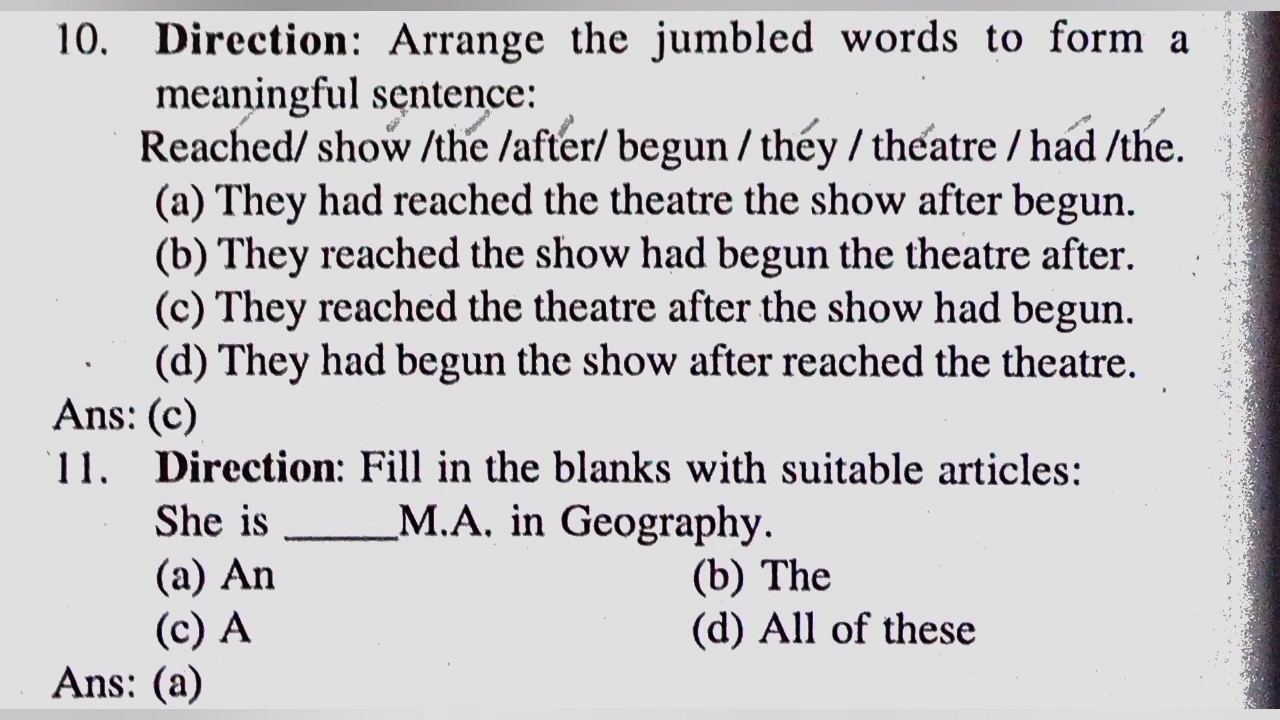 10. Direction: Arrange the jumbled words to form a
meaningful sentence:
Reached/ show /the /after/ begun / they / theatre / had /the.
(a) They had reached the theatre the show after begun.
(b) They reached the show had begun the theatre after.
(c) They reached the theatre after the show had begun.
(d) They had begun the show after reached the theatre.
Ans: (c)
11. Direction: Fill in the blanks with suitable articles:
She is _____M.A. in Geography.
(a) An (b) The
(c) A (d) All of these
Ans: (a)